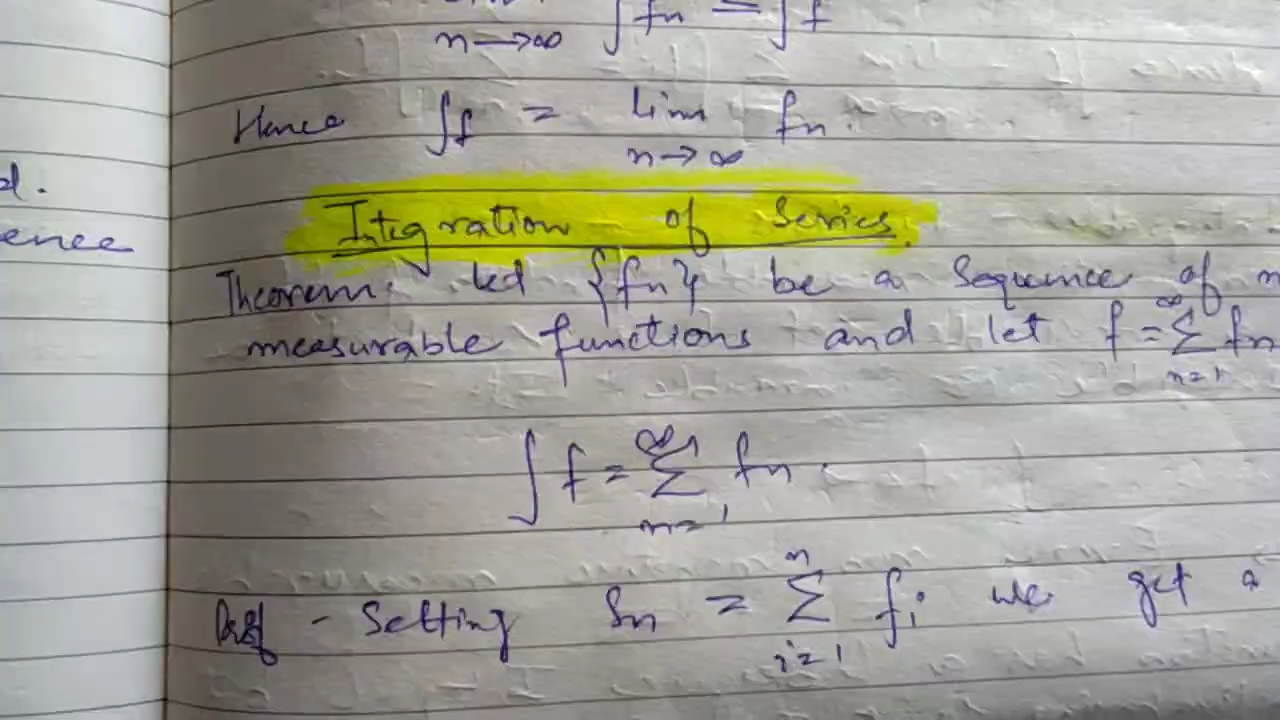 n→∞ ∫fn = ∫f
Hence ∫f = lim fn.
n→∞
d.
Integration of Series.
ence
Theorem: Let {fn} be a Sequence of n
measurable functions and let f = ∞∑n=1 fn
∫f = ∞∑n=1 fn.
Proof - Setting Sn = n∑i=1 fi we get a